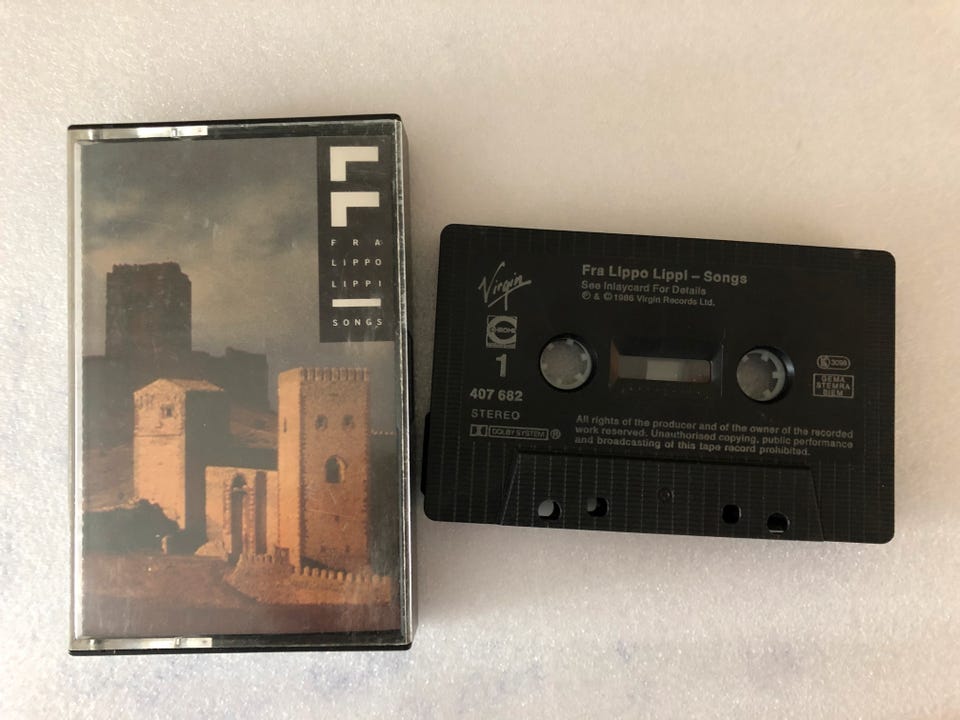 FRA
LIPPO
LIPPI
SONGS
Virgin
Fra Lippo Lippi – Songs
See Inlaycard For Details
℗ & © 1986 Virgin Records Ltd.
CHROME
1
407 682
STEREO
DOLBY SYSTEM ®
3098
GEMA
STEMRA
BIEM
All rights of the producer and of the owner of the recorded
work reserved. Unauthorised copying, public performance
and broadcasting of this tape record prohibited.